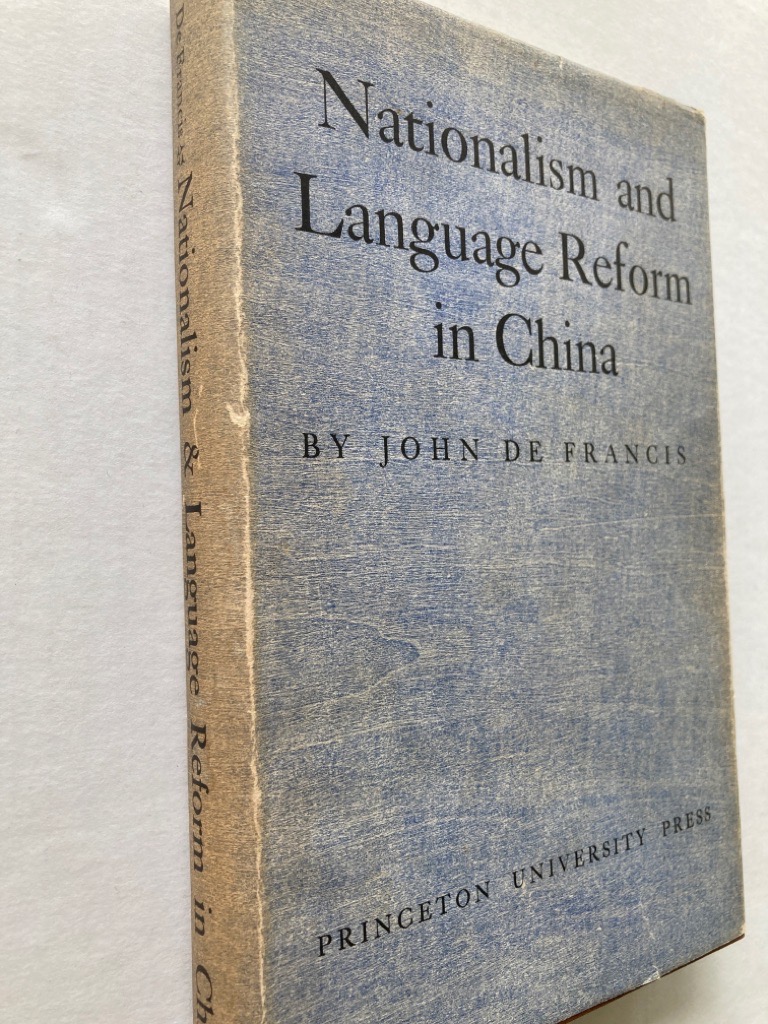 Nationalism and
Language Reform
in China
BY JOHN DE FRANCIS
PRINCETON UNIVERSITY PRESS
De Francis Nationalism & Language Reform in Ch